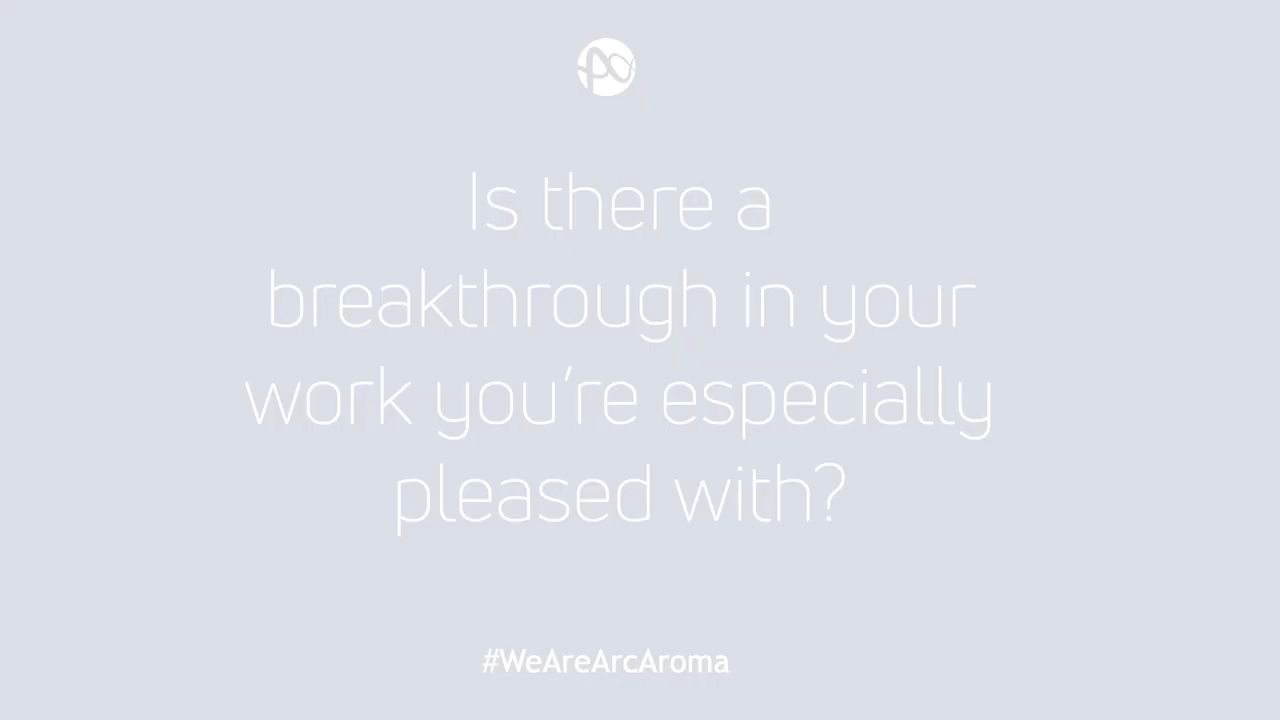 Is there a
breakthrough in your
work you're especially
pleased with?
#WeAreArcAroma